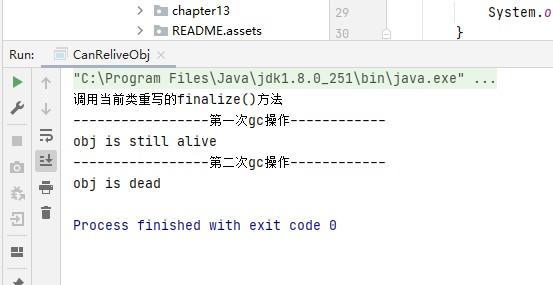 chapter13
README.assets
29
System.o
30
}
Run:
CanReliveObj
"C:\Program Files\Java\jdk1.8.0_251\bin\java.exe" ...
调用当前类重写的finalize()方法
-----------------第一次gc操作------------
obj is still alive
-----------------第二次gc操作------------
obj is dead
Process finished with exit code 0